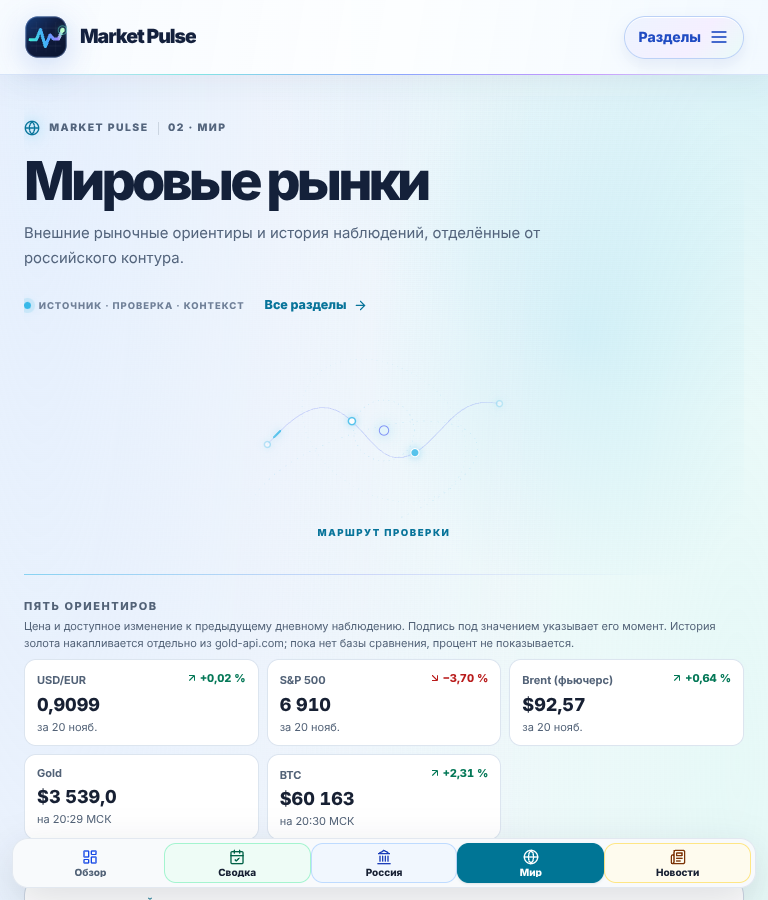 Market Pulse
Разделы
MARKET PULSE | 02 · МИР
Мировые рынки
Внешние рыночные ориентиры и история наблюдений, отделённые от
российского контура.
ИСТОЧНИК · ПРОВЕРКА · КОНТЕКСТ
Все разделы →
МАРШРУТ ПРОВЕРКИ
ПЯТЬ ОРИЕНТИРОВ
Цена и доступное изменение к предыдущему дневному наблюдению. Подпись под значением указывает его момент. История
золота накапливается отдельно из gold-api.com; пока нет базы сравнения, процент не показывается.
USD/EUR
↗ +0,02 %
0,9099
за 20 нояб.
S&P 500
↘ −3,70 %
6 910
за 20 нояб.
Brent (фьючерс)
↗ +0,64 %
$92,57
за 20 нояб.
Gold
$3 539,0
на 20:29 МСК
BTC
↗ +2,31 %
$60 163
на 20:30 МСК
Обзор
Сводка
Россия
Мир
Новости